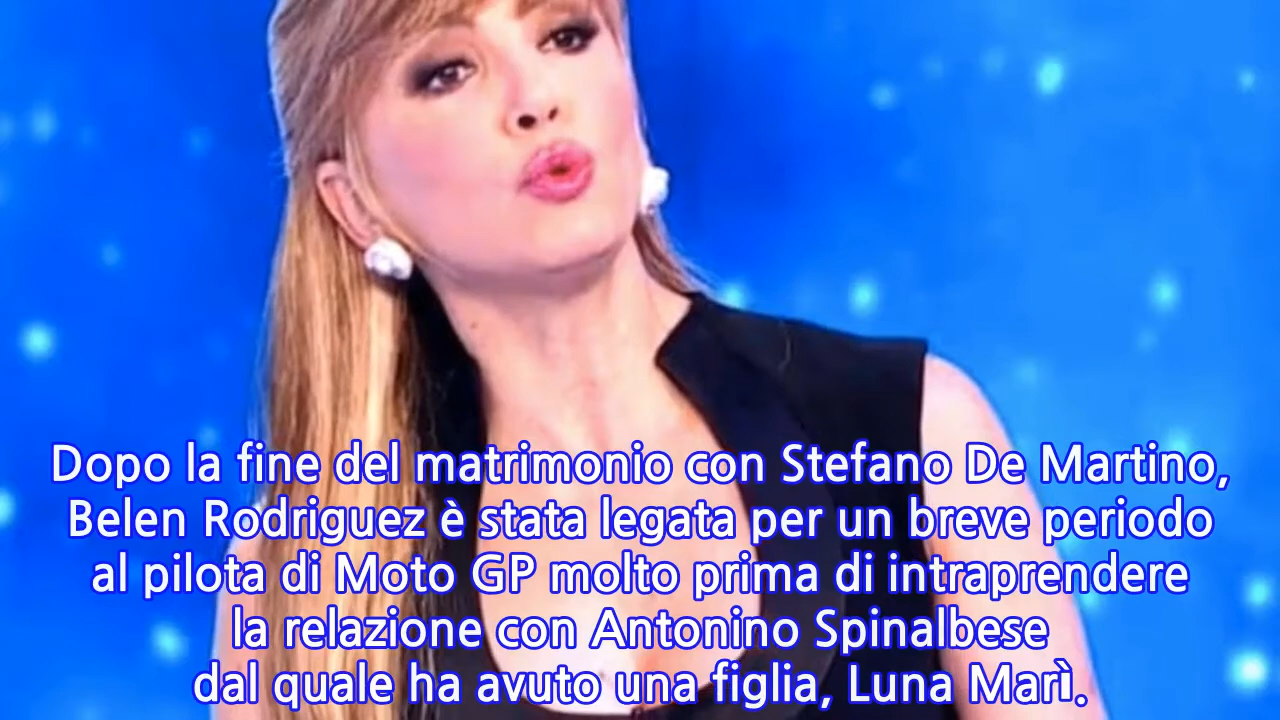 Dopo la fine del matrimonio con Stefano De Martino,
Belen Rodriguez è stata legata per un breve periodo
al pilota di Moto GP molto prima di intraprendere
la relazione con Antonino Spinalbese
dal quale ha avuto una figlia, Luna Marì.